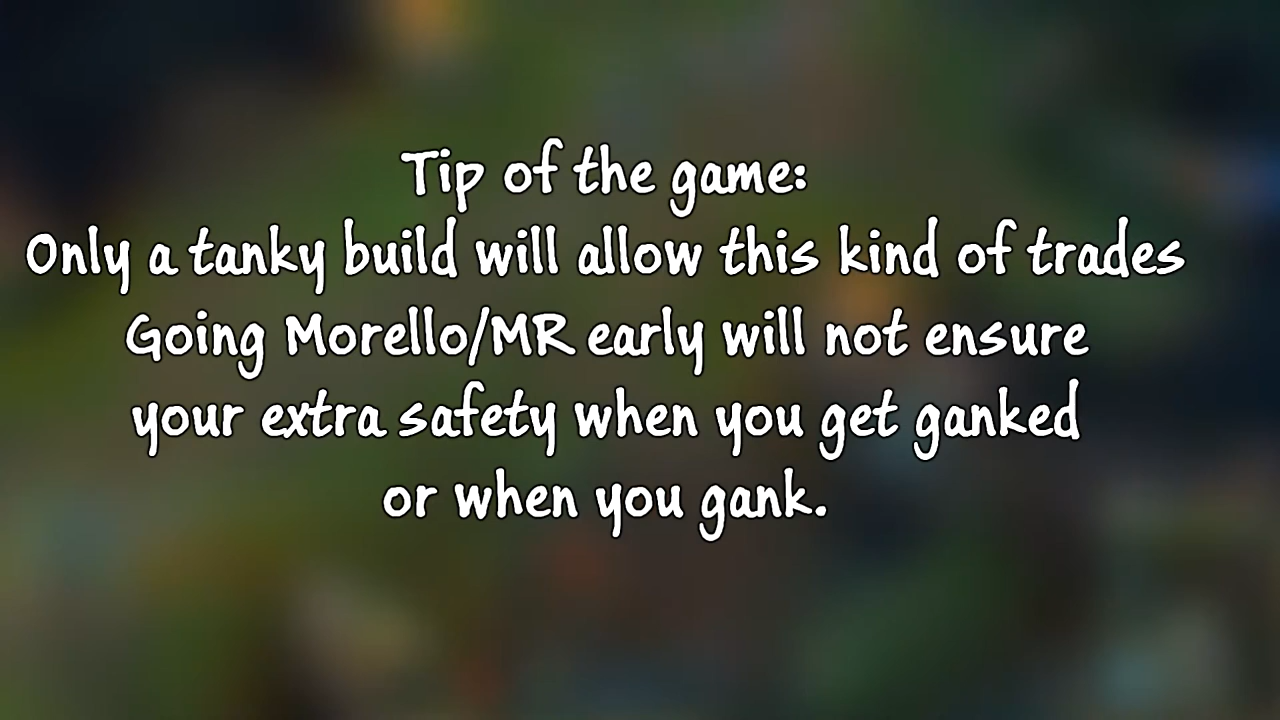 Tip of the game:
Only a tanky build will allow this kind of trades
Going Morello/MR early will not ensure
your extra safety when you get ganked
or when you gank.